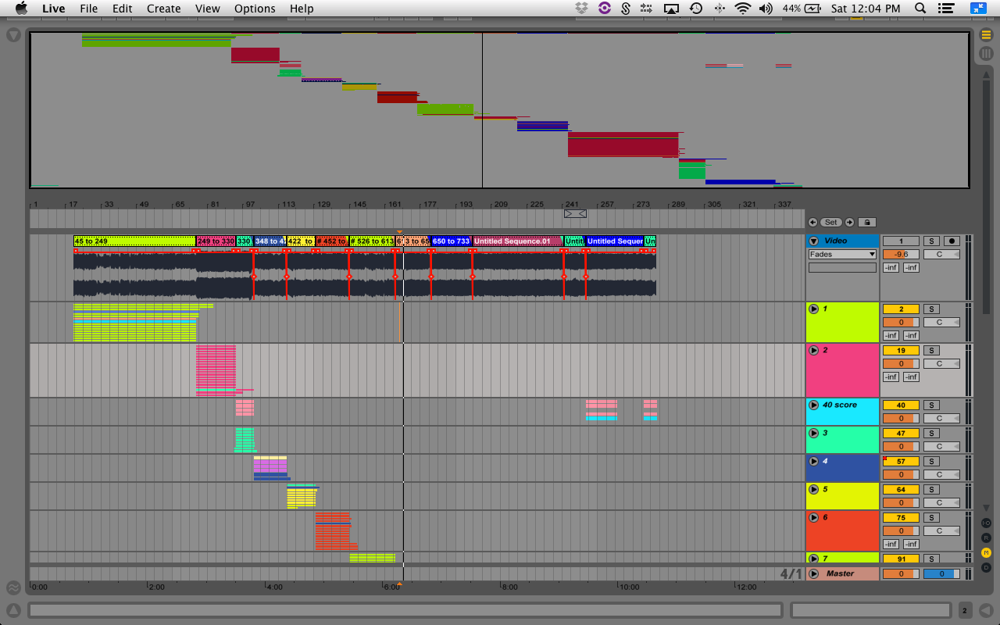 Live File Edit Create View Options Help 44% Sat 12:04 PM
1 17 33 49 65 81 97 113 129 145 161 177 193 209 225 241 257 273 289 305 321 337
Set
45 to 249 249 to 330 330 348 to 4 422 to # 452 # 526 to 613 650 to 733 Untitled Sequence.01 Untit Untitled Sequer Un
Video 1 S
Fades -9.6 C
-inf -inf
1 2 S
0 C
-inf -inf
2 19 S
0 C
-inf -inf
40 score 40 S
0 C
3 47 S
0 C
4 57 S
0 C
5 64 S
0 C
6 75 S
0 C
-inf -inf
7 91 S
4/1 Master 0 0
0:00 2:00 4:00 6:00 8:00 10:00 12:00
R
M
D
2